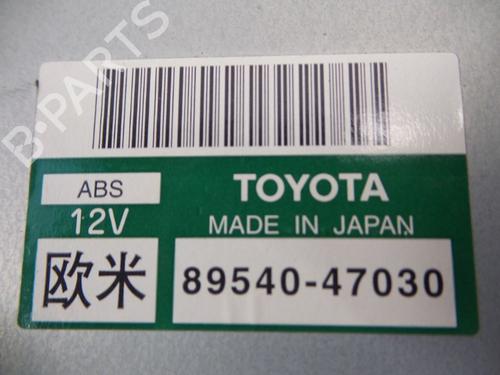 B-PARTS
ABS
TOYOTA
12V
MADE IN JAPAN
欧米
89540-47030